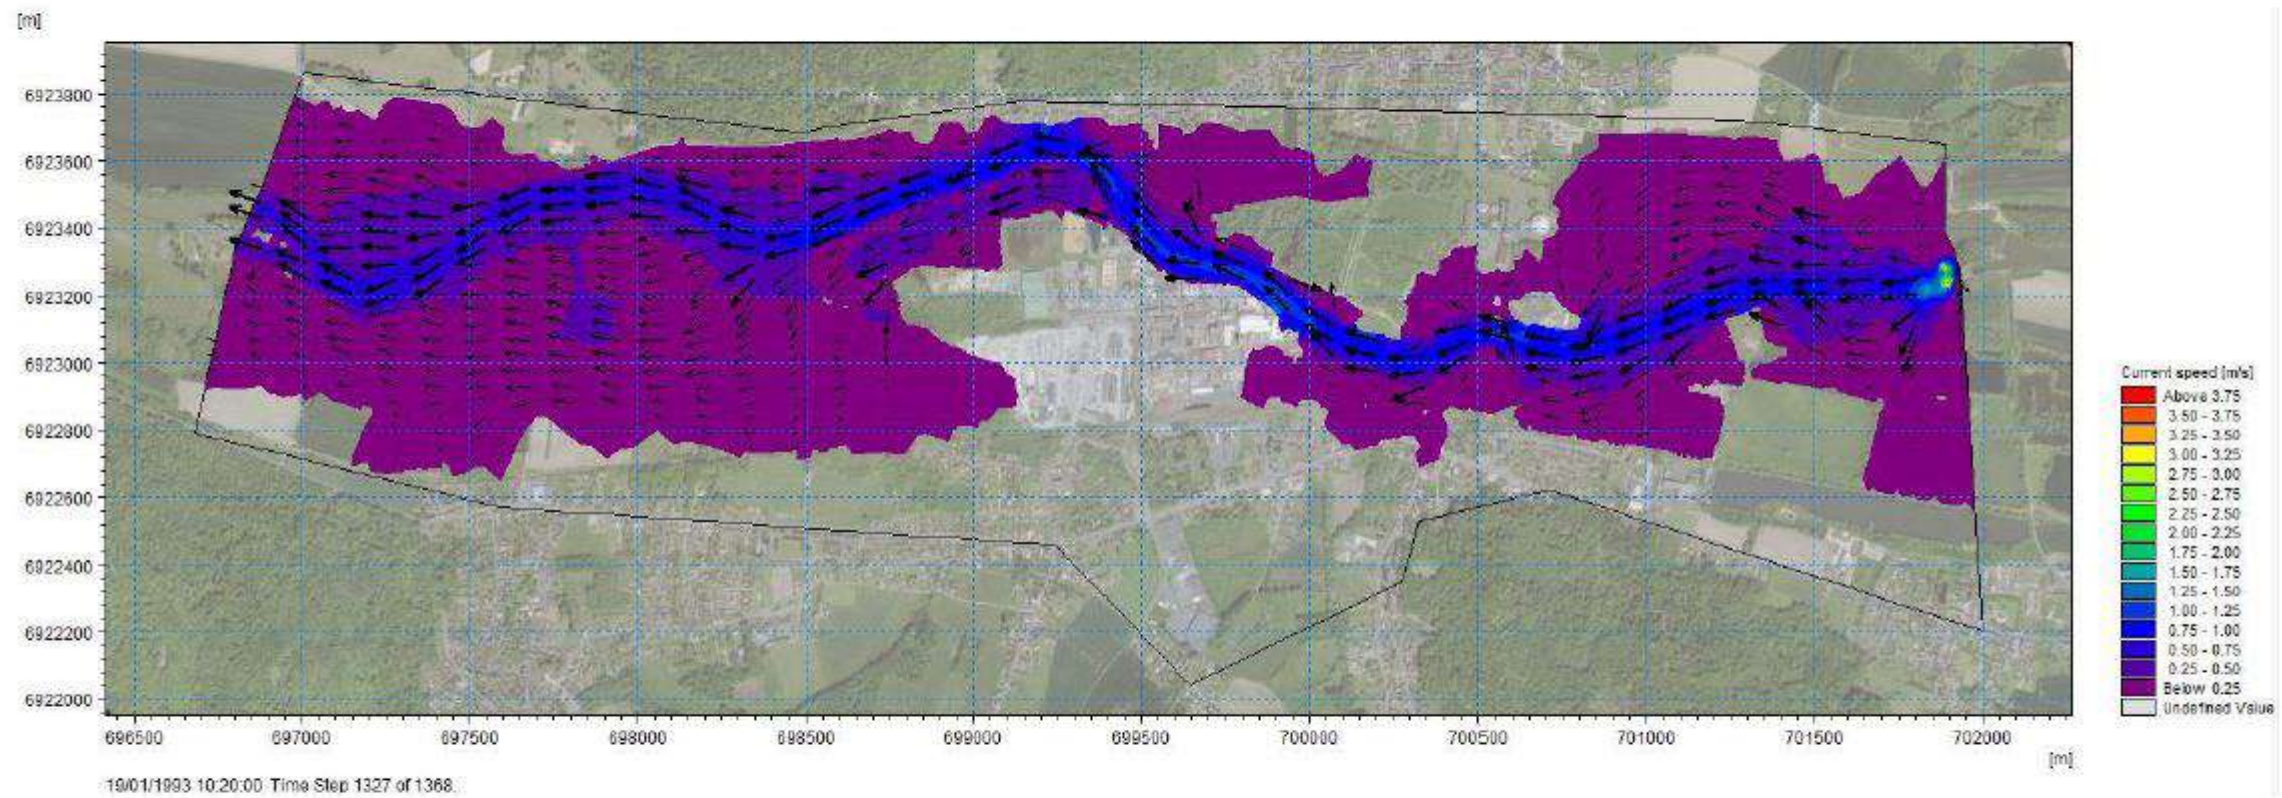 [m]
6923800
6923600
6923400
6923200
6923000
6922800
6922600
6922400
6922200
6922000
696500 697000 697500 698000 698500 699000 699500 700000 700500 701000 701500 702000
[m]
19/01/1993 10:20:00 Time Step 1327 of 1368.
Current speed [m/s]
Above 3.75
3.50 - 3.75
3.25 - 3.50
3.00 - 3.25
2.75 - 3.00
2.50 - 2.75
2.25 - 2.50
2.00 - 2.25
1.75 - 2.00
1.50 - 1.75
1.25 - 1.50
1.00 - 1.25
0.75 - 1.00
0.50 - 0.75
0.25 - 0.50
Below 0.25
Undefined Value